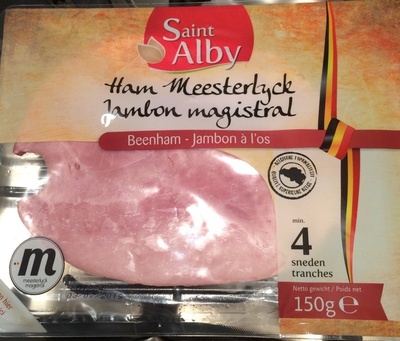 Saint
Alby
Ham Meesterlyck
Jambon magistral
Beenham - Jambon à l'os
min.
4
sneden
tranches
m
meesterlyck
magistral
Netto gewicht / Poids net
150g e